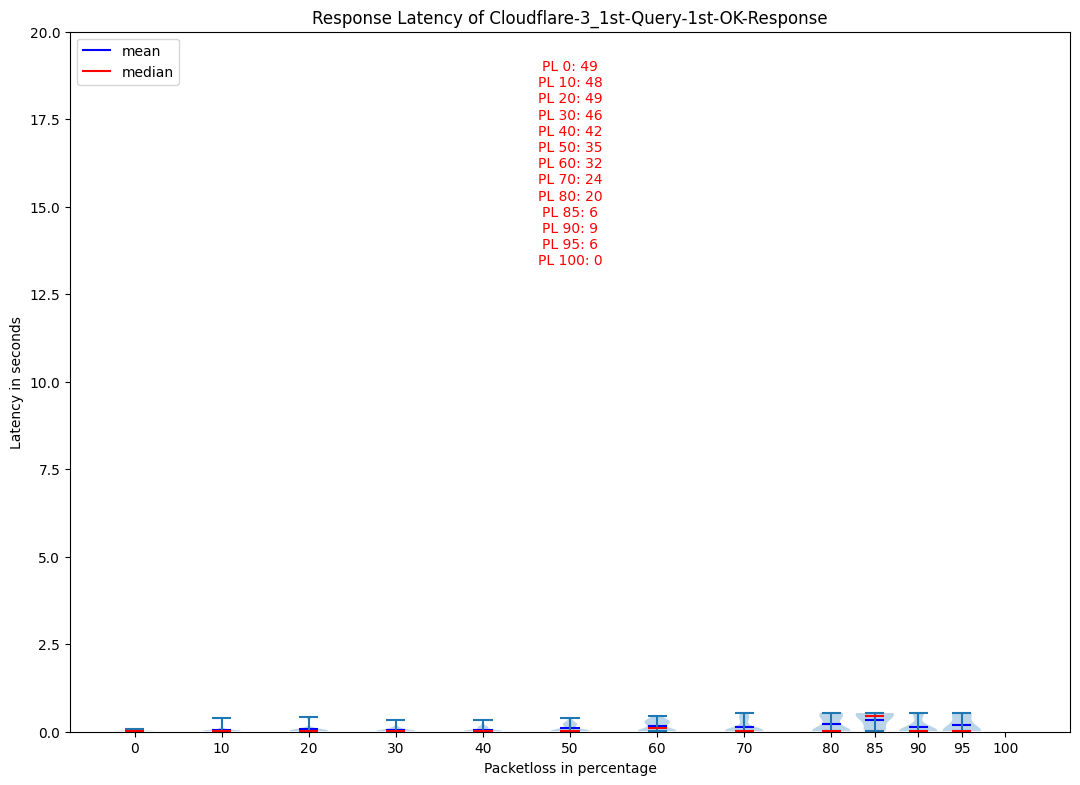 Response Latency of Cloudflare-3_1st-Query-1st-OK-Response
mean
median
PL 0: 49
PL 10: 48
PL 20: 49
PL 30: 46
PL 40: 42
PL 50: 35
PL 60: 32
PL 70: 24
PL 80: 20
PL 85: 6
PL 90: 9
PL 95: 6
PL 100: 0
Latency in seconds
20.0
17.5
15.0
12.5
10.0
7.5
5.0
2.5
0.0
0 10 20 30 40 50 60 70 80 85 90 95 100
Packetloss in percentage